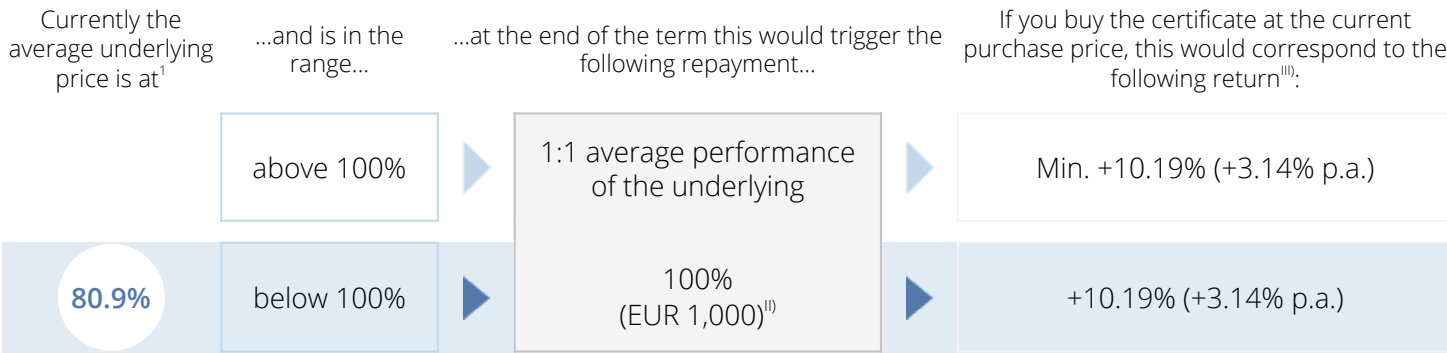 Currently the
average underlying
price is at¹
...and is in the
range...
...at the end of the term this would trigger the
following repayment...
If you buy the certificate at the current
purchase price, this would correspond to the
following return^III):
above 100%
1:1 average performance
of the underlying
Min. +10.19% (+3.14% p.a.)
80.9%
below 100%
100%
(EUR 1,000)^II)
+10.19% (+3.14% p.a.)